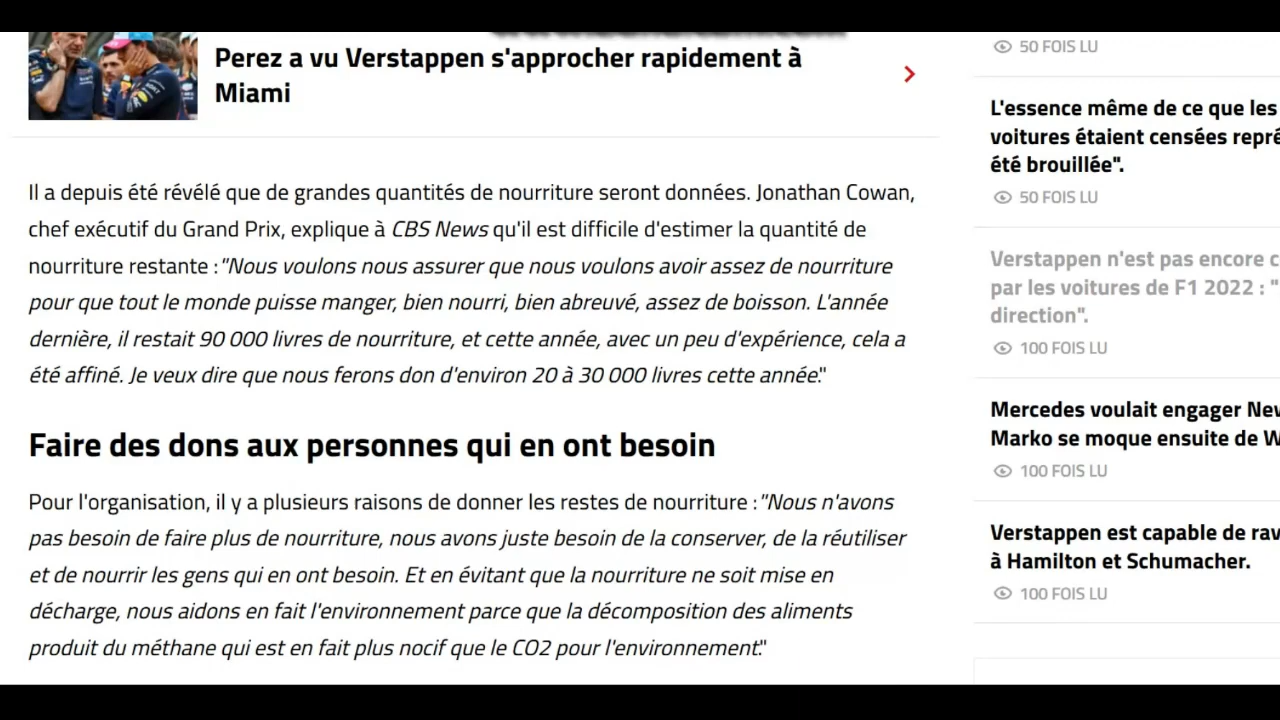 Perez a vu Verstappen s'approcher rapidement à
Miami
Il a depuis été révélé que de grandes quantités de nourriture seront données. Jonathan Cowan,
chef exécutif du Grand Prix, explique à CBS News qu'il est difficile d'estimer la quantité de
nourriture restante :"Nous voulons nous assurer que nous voulons avoir assez de nourriture
pour que tout le monde puisse manger, bien nourri, bien abreuvé, assez de boisson. L'année
dernière, il restait 90 000 livres de nourriture, et cette année, avec un peu d'expérience, cela a
été affiné. Je veux dire que nous ferons don d'environ 20 à 30 000 livres cette année."
Faire des dons aux personnes qui en ont besoin
Pour l'organisation, il y a plusieurs raisons de donner les restes de nourriture :"Nous n'avons
pas besoin de faire plus de nourriture, nous avons juste besoin de la conserver, de la réutiliser
et de nourrir les gens qui en ont besoin. Et en évitant que la nourriture ne soit mise en
décharge, nous aidons en fait l'environnement parce que la décomposition des aliments
produit du méthane qui est en fait plus nocif que le CO2 pour l'environnement."
50 FOIS LU
L'essence même de ce que les
voitures étaient censées repré
été brouillée".
50 FOIS LU
Verstappen n'est pas encore c
par les voitures de F1 2022 : "
direction".
100 FOIS LU
Mercedes voulait engager New
Marko se moque ensuite de W
100 FOIS LU
Verstappen est capable de rav
à Hamilton et Schumacher.
100 FOIS LU